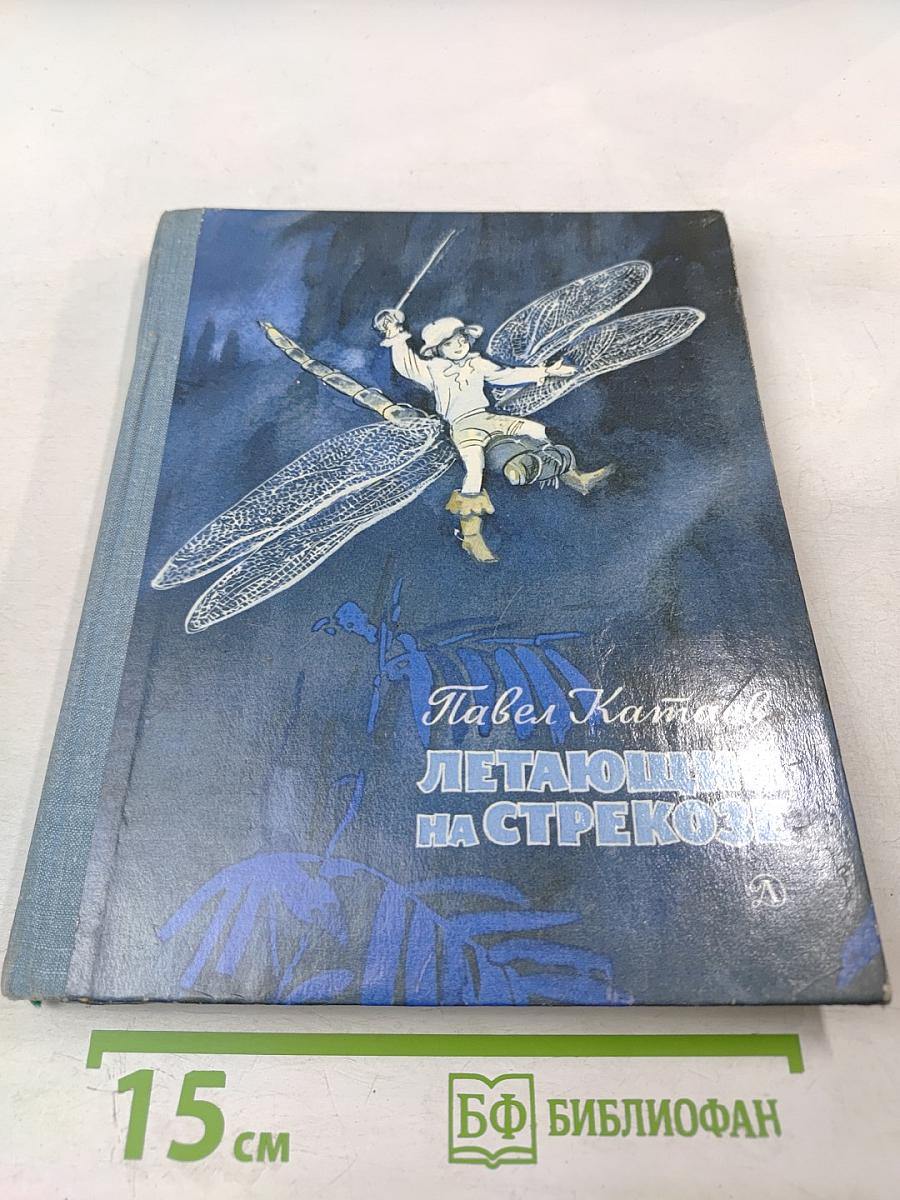 Павел Катаев
ЛЕТАЮЩИЙ
НА СТРЕКОЗЕ
Д
15 см
БФ БИБЛИОФАН